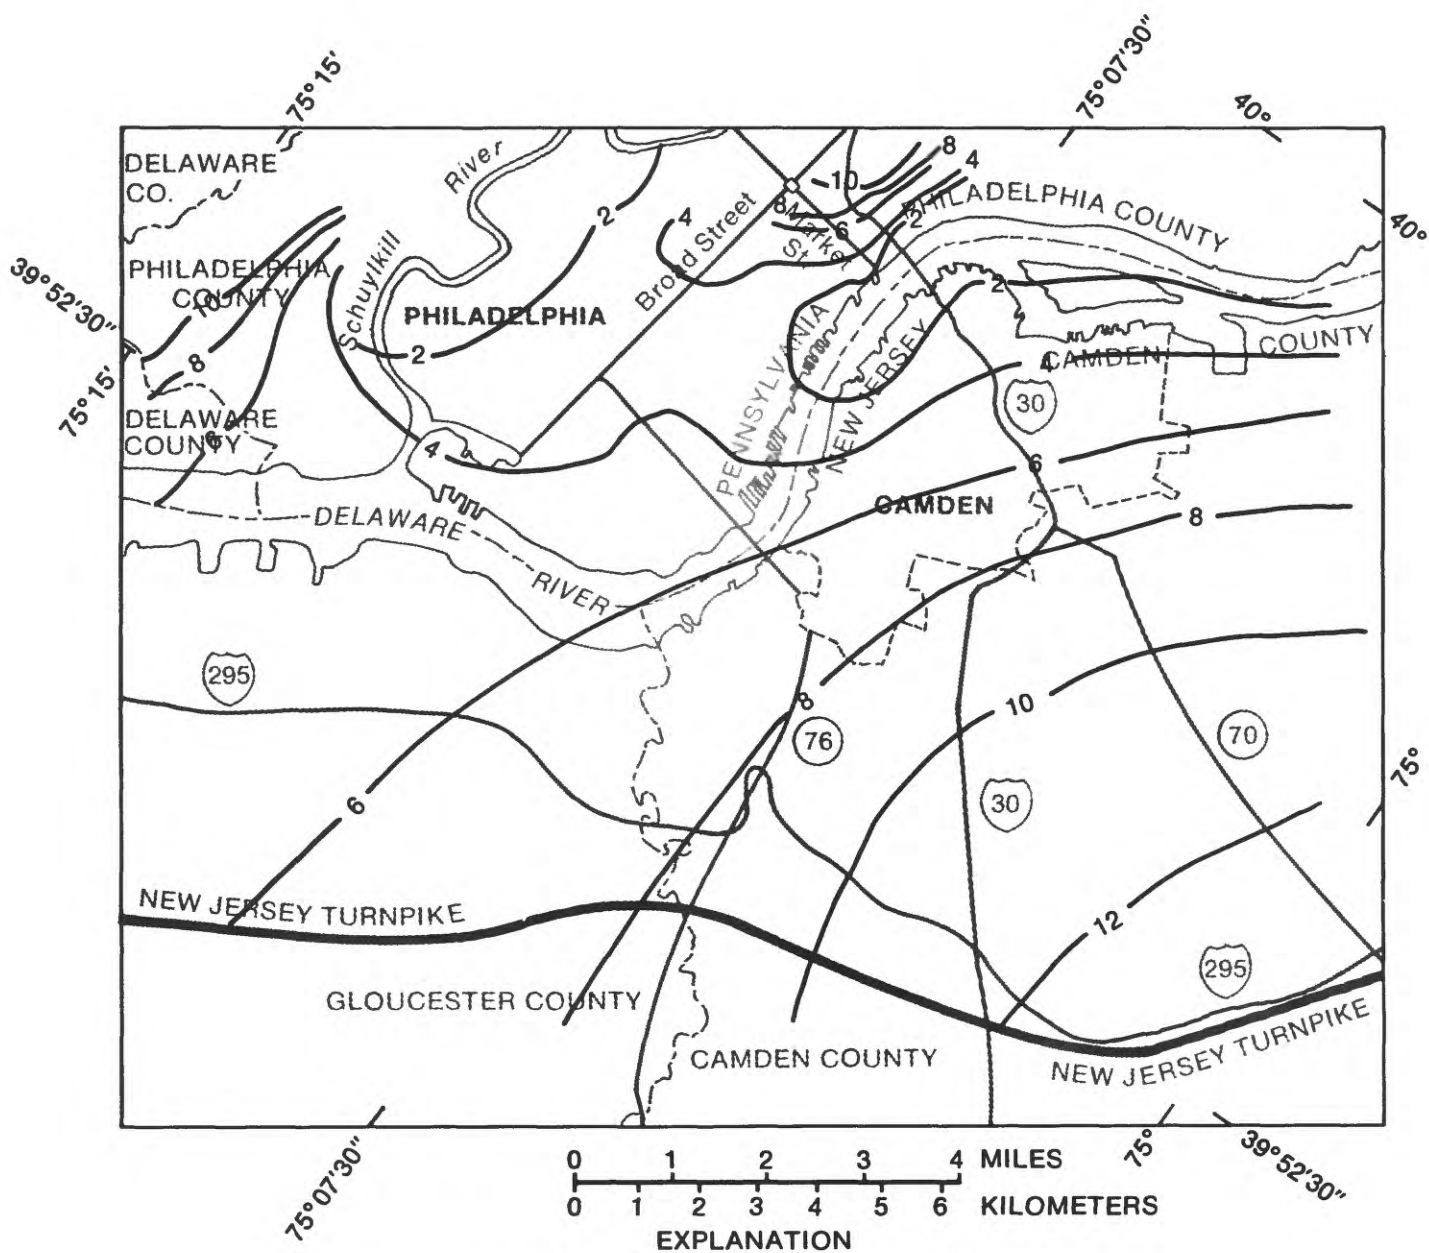 75°15'
75°07'30"
40°
DELAWARE
CO.
River
8
4
10
2
4
8
Market
St.
6
2
PHILADELPHIA COUNTY
40°
39°52'30"
PHILADELPHIA
COUNTY
10
Schuylkill
Broad Street
PHILADELPHIA
2
2
PENNSYLVANIA
NEW JERSEY
COUNTY
CAMDEN
4
8
75°15'
30
DELAWARE
COUNTY
6
4
6
CAMDEN
8
DELAWARE
RIVER
295
8
10
76
70
75°
6
30
NEW JERSEY TURNPIKE
12
295
GLOUCESTER COUNTY
CAMDEN COUNTY
NEW JERSEY TURNPIKE
75°07'30"
75°
39°52'30"
0 1 2 3 4 MILES
0 1 2 3 4 5 6 KILOMETERS
EXPLANATION